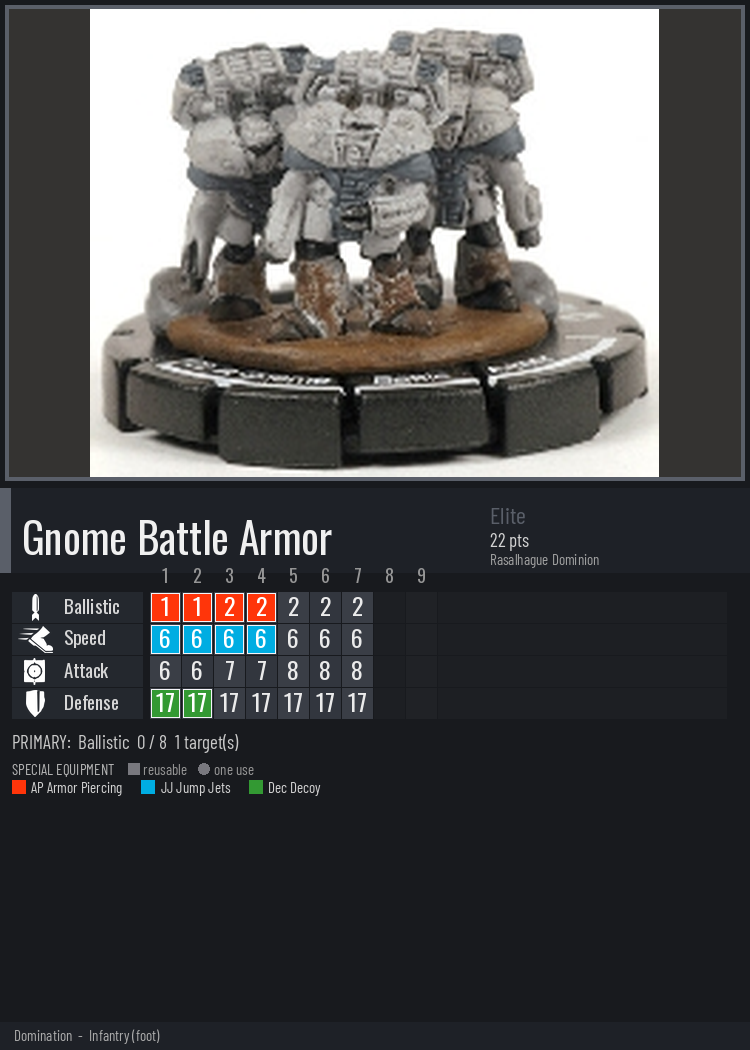 Gnome Battle Armor
Elite
22 pts
Rasalhague Dominion
1 2 3 4 5 6 7 8 9
Ballistic 1 1 2 2 2 2 2
Speed 6 6 6 6 6 6 6
Attack 6 6 7 7 8 8 8
Defense 17 17 17 17 17 17 17
PRIMARY: Ballistic 0 / 8 1 target(s)
SPECIAL EQUIPMENT reusable one use
AP Armor Piercing JJ Jump Jets Dec Decoy
Domination - Infantry (foot)